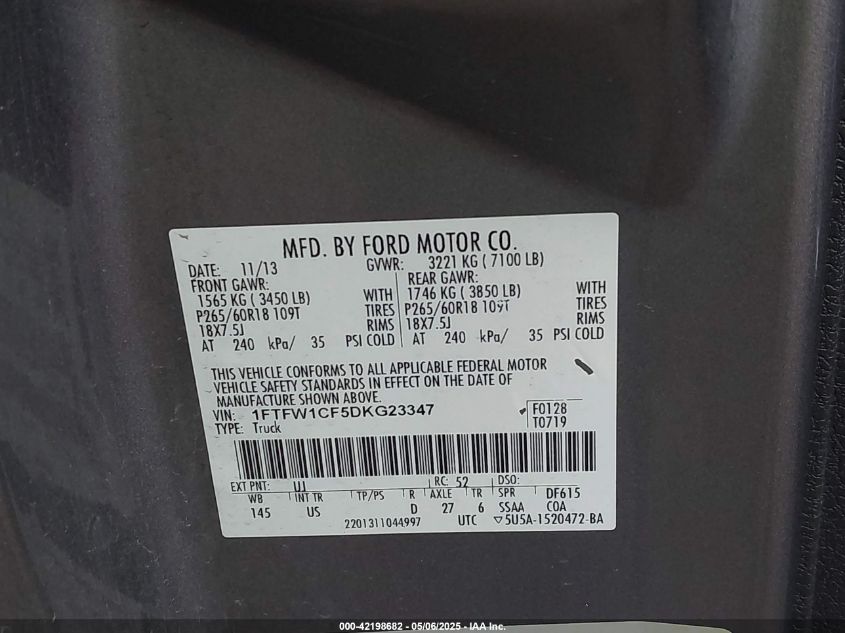 MFD. BY FORD MOTOR CO.
DATE: 11/13 GVWR: 3221 KG ( 7100 LB)
FRONT GAWR: REAR GAWR:
1565 KG ( 3450 LB) WITH 1746 KG ( 3850 LB) WITH
P265/60R18 109T TIRES P265/60R18 109T TIRES
18X7.5J RIMS 18X7.5J RIMS
AT 240 kPa/ 35 PSI COLD AT 240 kPa/ 35 PSI COLD
THIS VEHICLE CONFORMS TO ALL APPLICABLE FEDERAL MOTOR
VEHICLE SAFETY STANDARDS IN EFFECT ON THE DATE OF
MANUFACTURE SHOWN ABOVE.
VIN: 1FTFW1CF5DKG23347 F0128
TYPE: Truck T0719
EXT PNT: UJ RC: 52 DSO:
WB INT TR TP/PS R AXLE TR SPR DF615
145 US D 27 6 SSAA COA
2201311044997 UTC ▽5U5A-1520472-BA
000-42198682 - 05/06/2025 - IAA Inc.